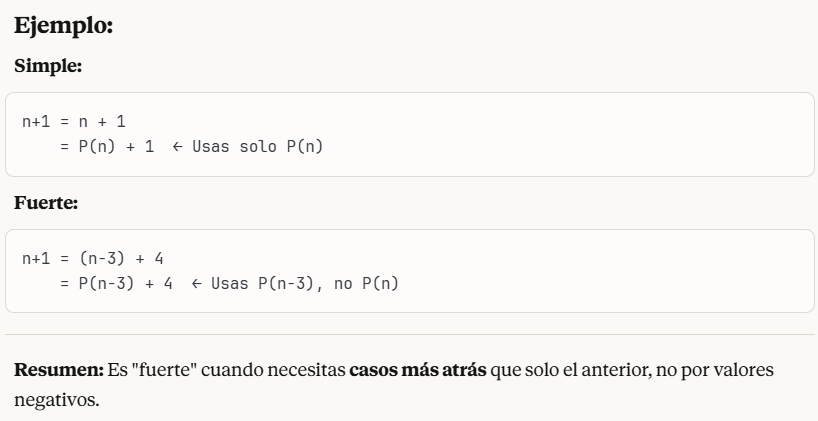 Ejemplo:
Simple:
n+1 = n + 1
= P(n) + 1 ← Usas solo P(n)
Fuerte:
n+1 = (n-3) + 4
= P(n-3) + 4 ← Usas P(n-3), no P(n)
Resumen: Es "fuerte" cuando necesitas casos más atrás que solo el anterior, no por valores
negativos.